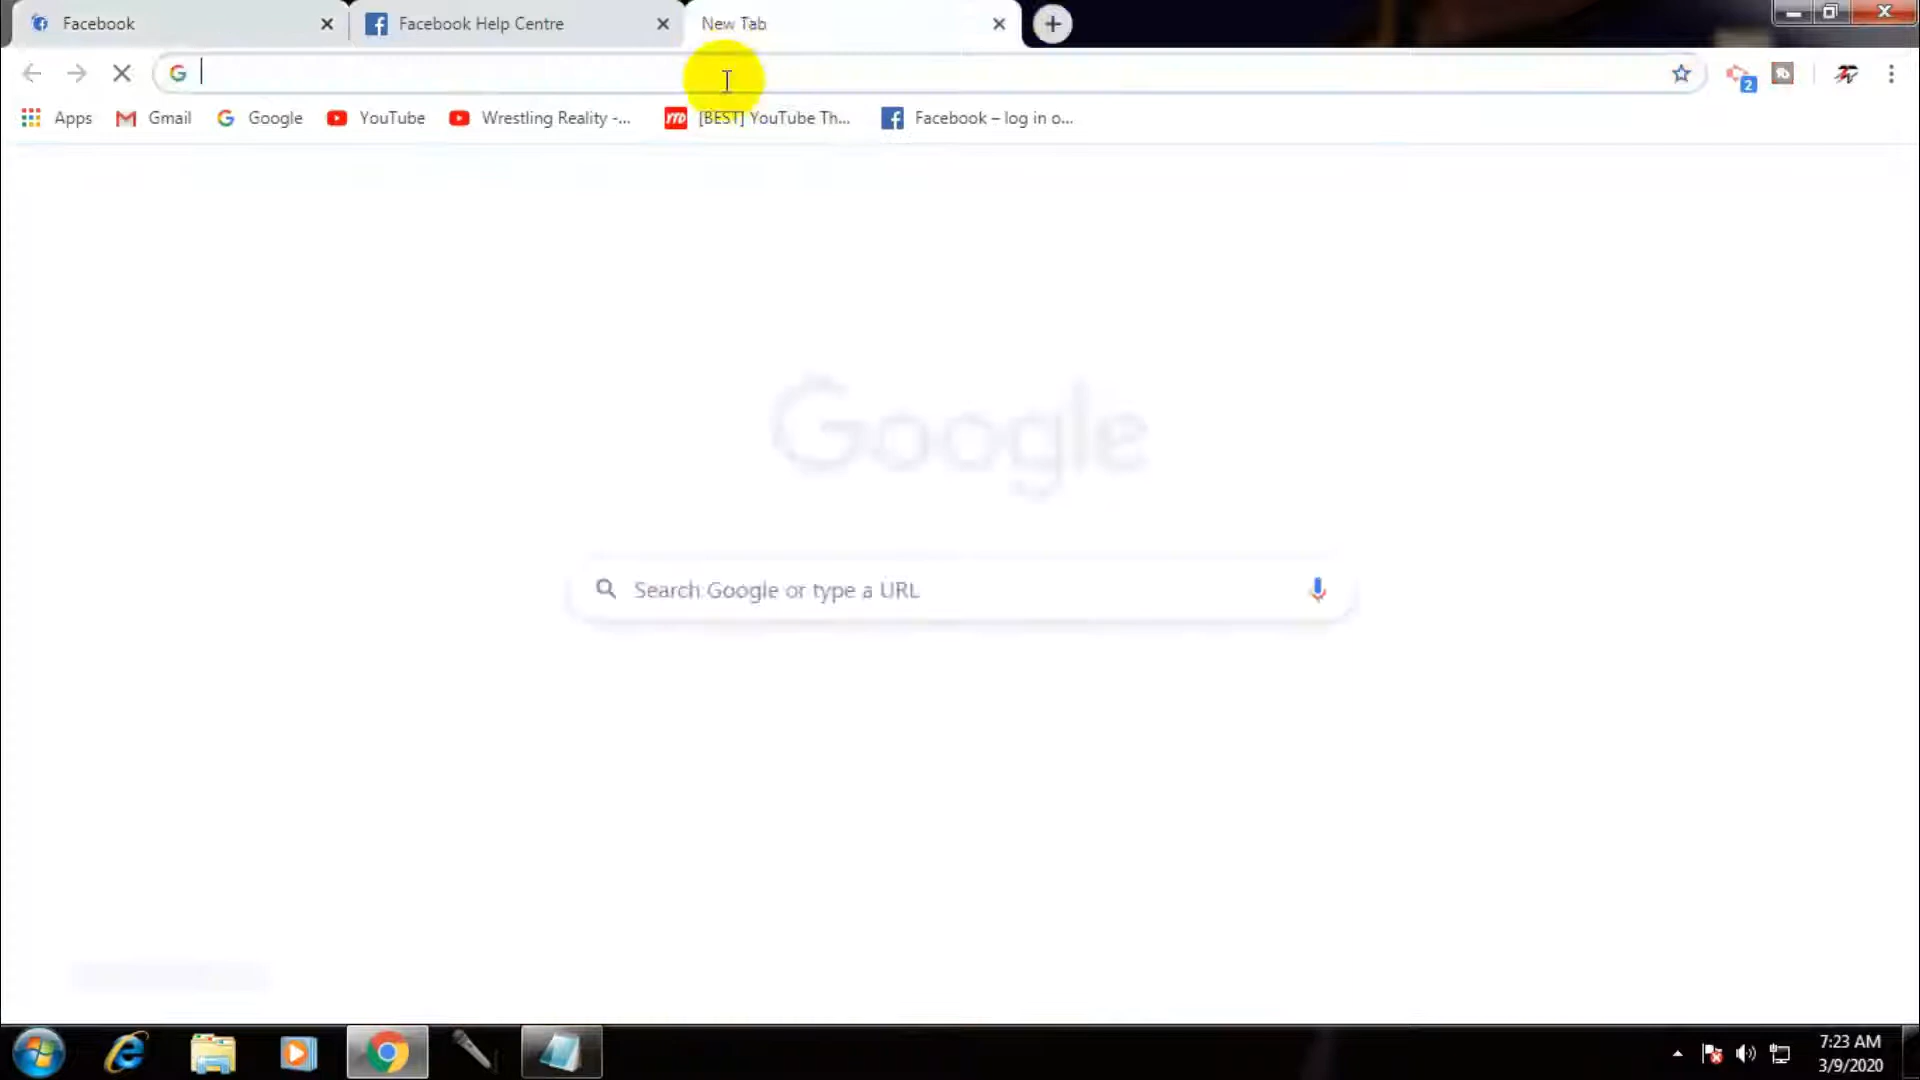 Facebook
Facebook Help Centre
New Tab
Apps
Gmail
Google
YouTube
Wrestling Reality -...
[BEST] YouTube Th...
Facebook – log in o...
2
Google
Search Google or type a URL
7:23 AM
3/9/2020